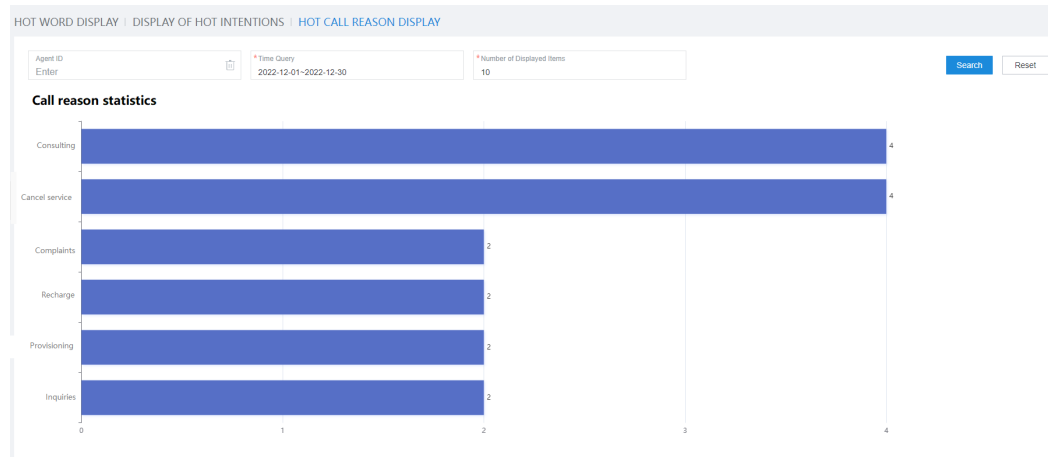 HOT WORD DISPLAY | DISPLAY OF HOT INTENTIONS | HOT CALL REASON DISPLAY
Agent ID
Enter
*Time Query
2022-12-01~2022-12-30
*Number of Displayed Items
10
Search
Reset
Call reason statistics
Consulting 4
Cancel service 4
Complaints 2
Recharge 2
Provisioning 2
Inquiries 2
0 1 2 3 4